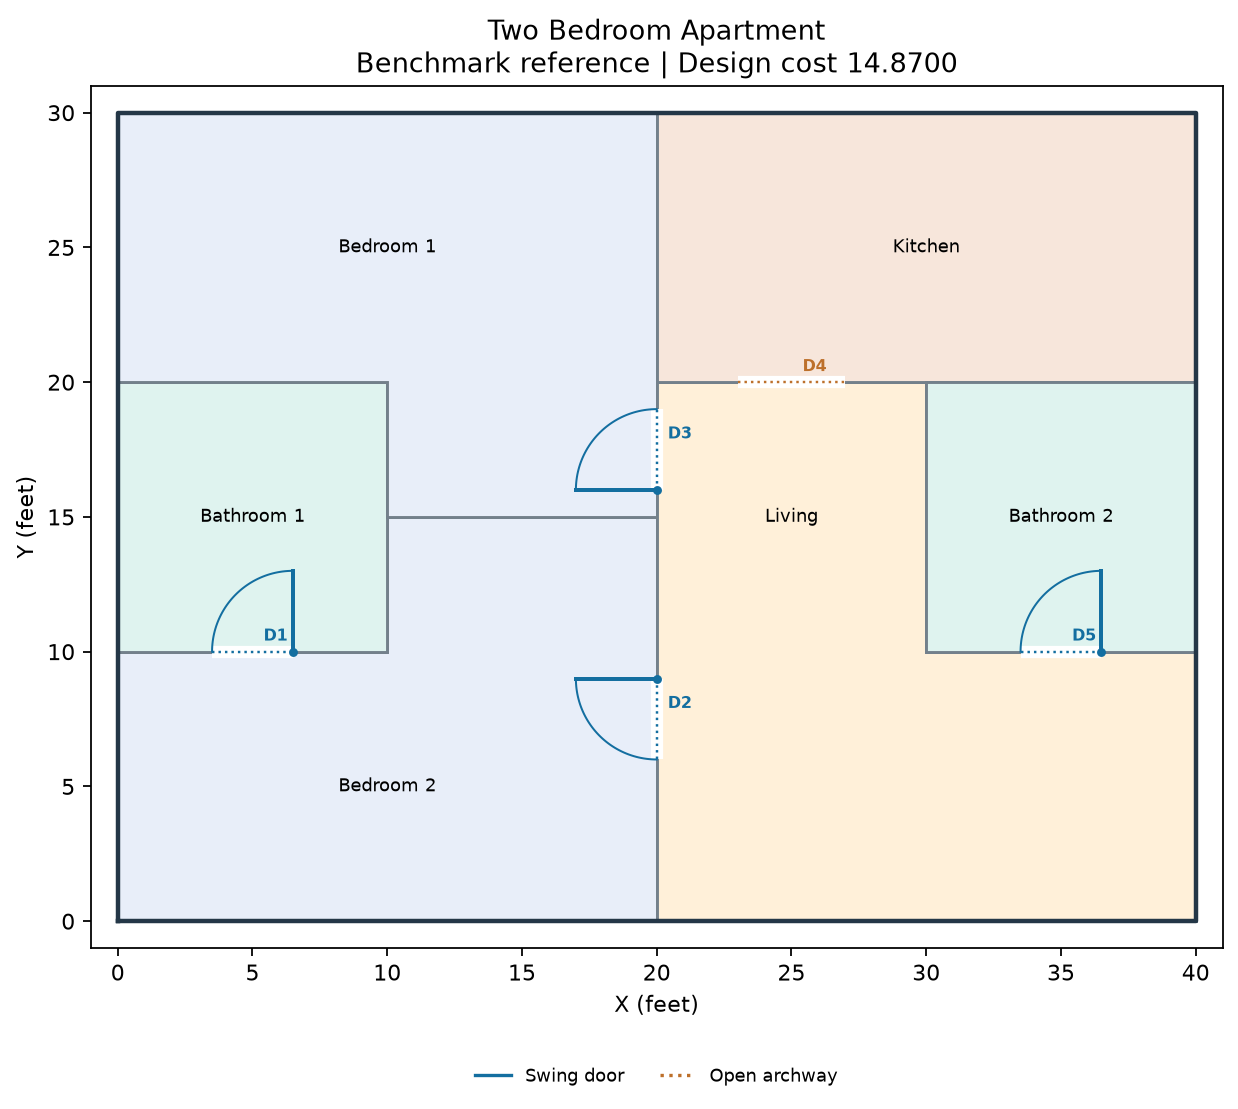 Two Bedroom Apartment
Benchmark reference | Design cost 14.8700
30
25
20
15
10
5
0
Y (feet)
Bedroom 1
Kitchen
D4
D3
Bathroom 1
Living
Bathroom 2
D1
D5
D2
Bedroom 2
0 5 10 15 20 25 30 35 40
X (feet)
Swing door Open archway